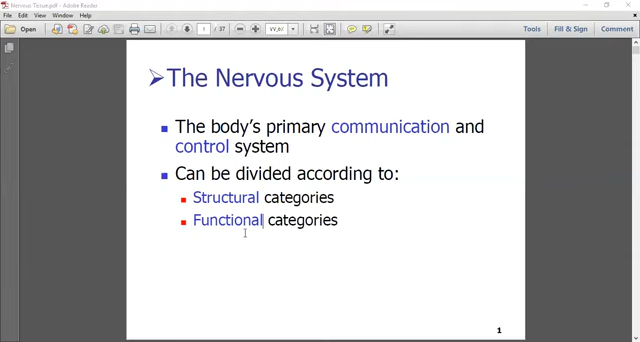 Nervous Tissue.pdf - Adobe Reader
File Edit View Window Help
Open 1 / 37 Tools Fill & Sign Comment
The Nervous System
The body's primary communication and
control system
Can be divided according to:
Structural categories
Functional categories
1